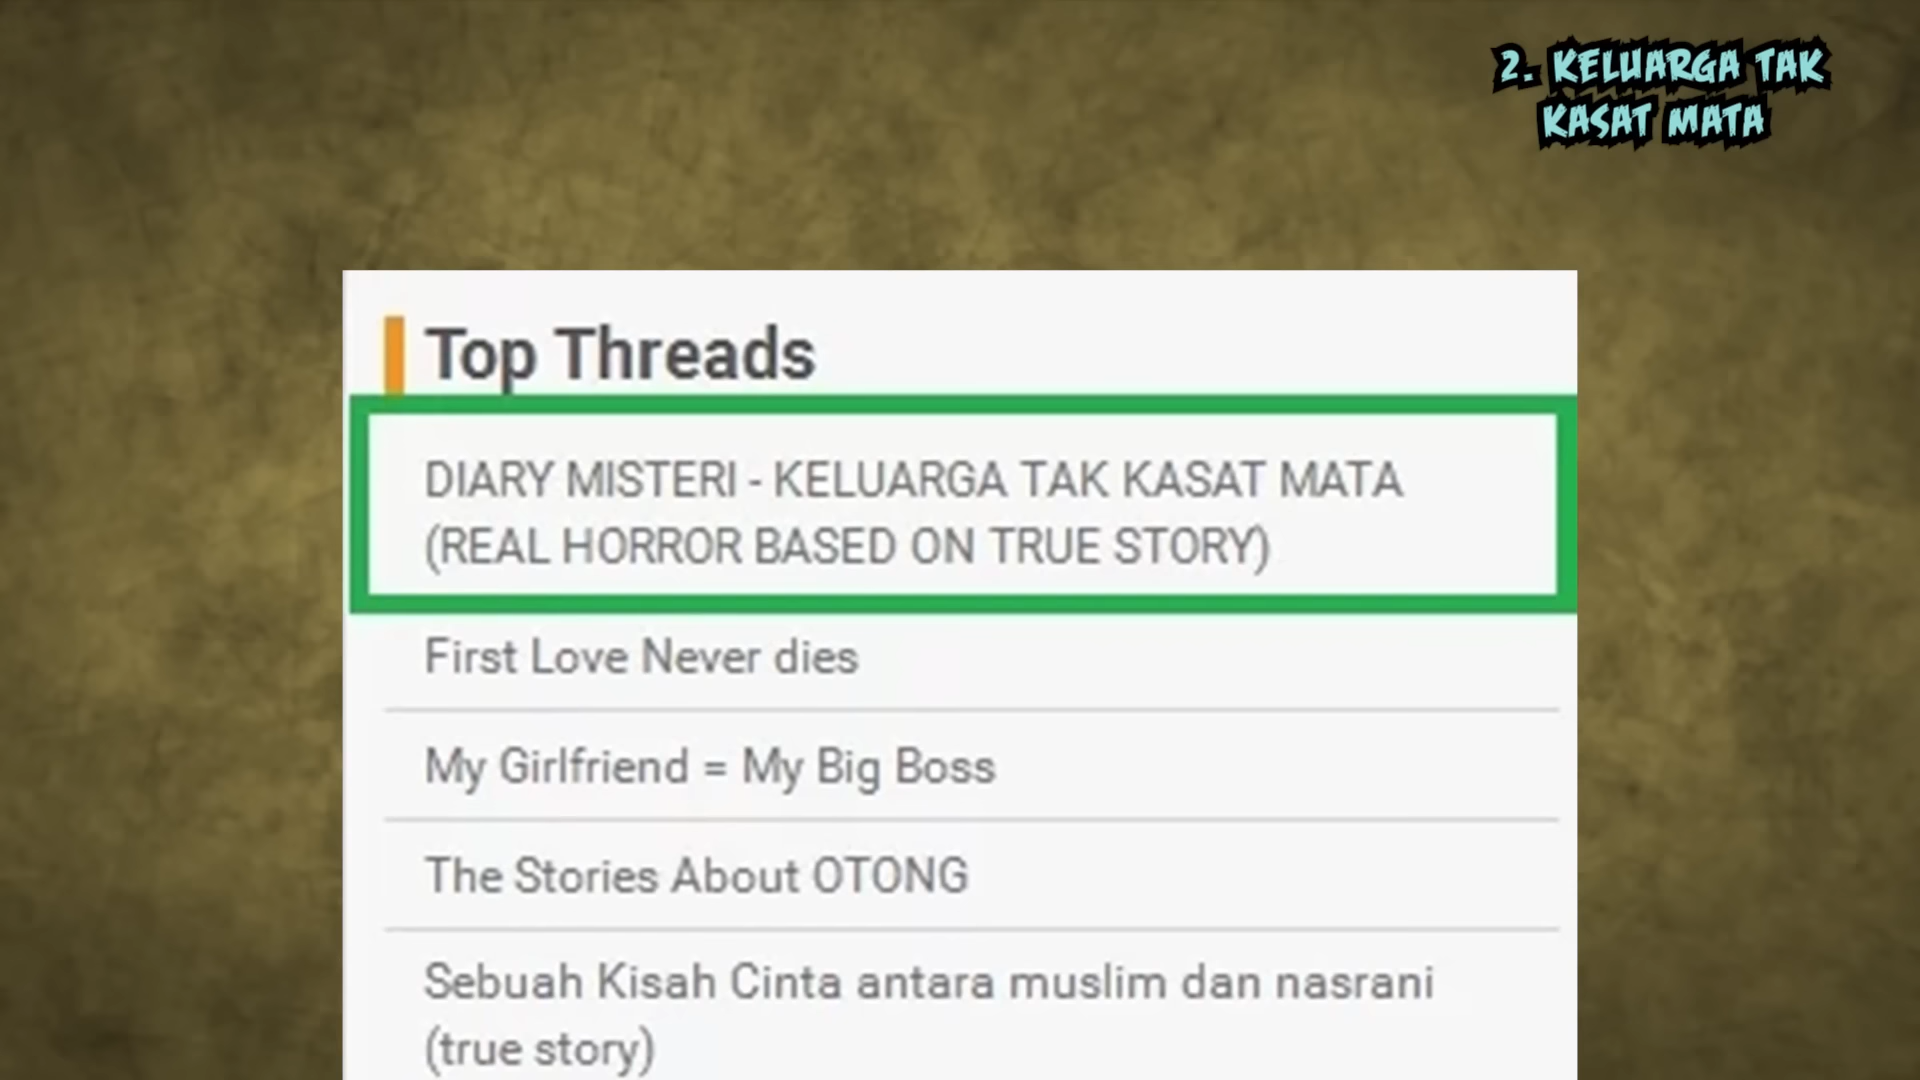 2. KELUARGA TAK
KASAT MATA
Top Threads
DIARY MISTERI - KELUARGA TAK KASAT MATA
(REAL HORROR BASED ON TRUE STORY)
First Love Never dies
My Girlfriend = My Big Boss
The Stories About OTONG
Sebuah Kisah Cinta antara muslim dan nasrani
(true story)